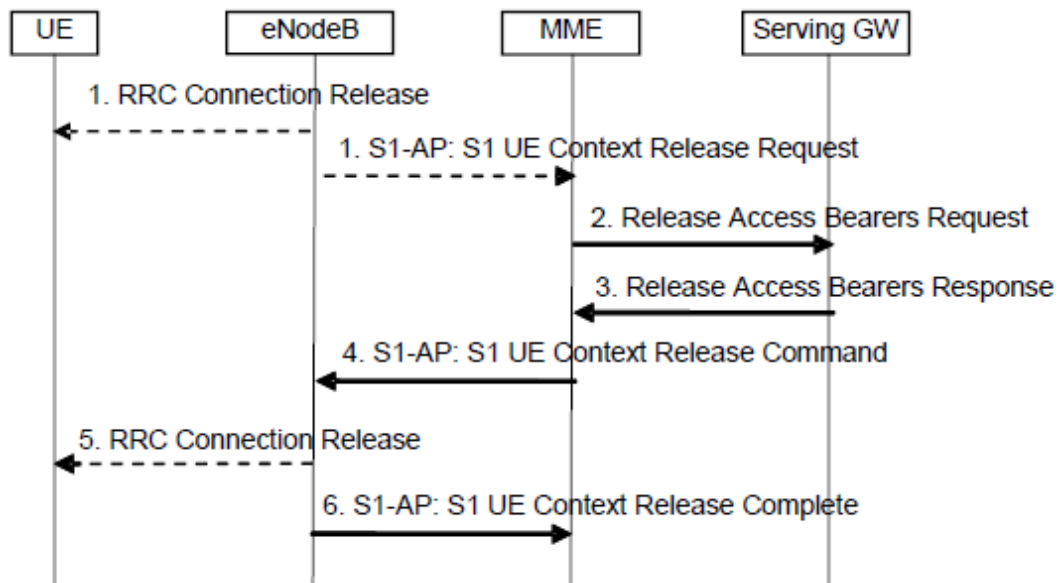 UE
eNodeB
MME
Serving GW
1. RRC Connection Release
1. S1-AP: S1 UE Context Release Request
2. Release Access Bearers Request
3. Release Access Bearers Response
4. S1-AP: S1 UE Context Release Command
5. RRC Connection Release
6. S1-AP: S1 UE Context Release Complete